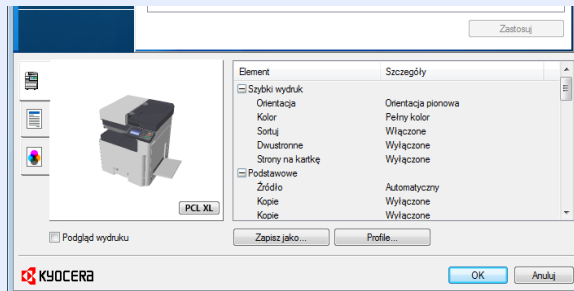 Zastosuj
Element Szczegóły
Szybki wydruk
Orientacja Orientacja pionowa
Kolor Pełny kolor
Sortuj Włączone
Dwustronne Wyłączone
Strony na kartkę Wyłączone
Podstawowe
Źródło Automatyczny
Kopie Wyłączone
Kopie Wyłączone
PCL XL
Podgląd wydruku Zapisz jako... Profile...
KYOCERA OK Anuluj